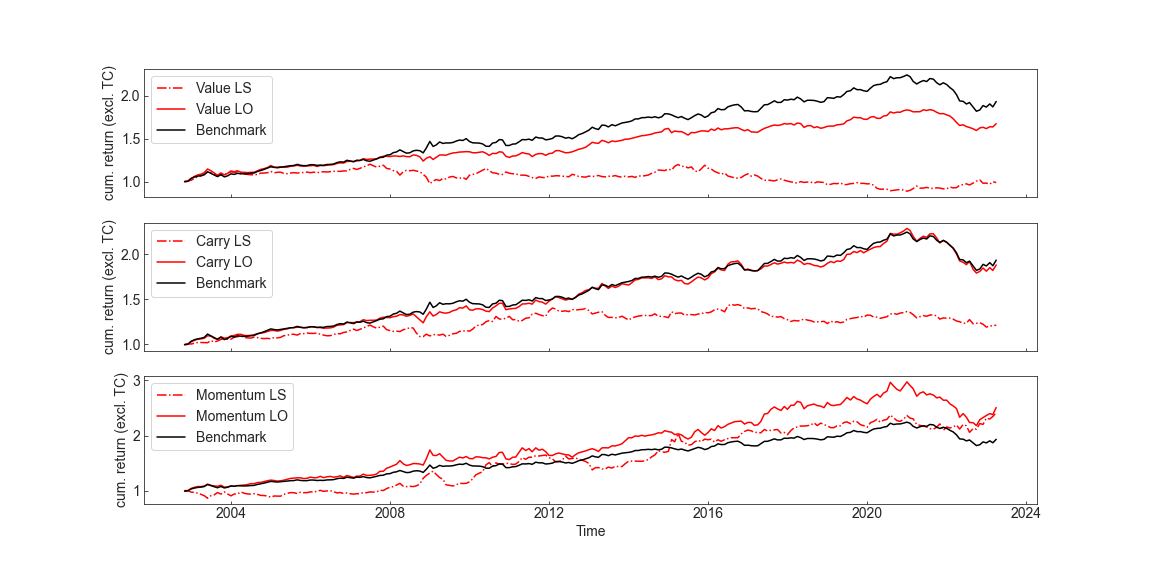 cum. return (excl. TC)
2.0
1.5
1.0
Value LS
Value LO
Benchmark
cum. return (excl. TC)
2.0
1.5
1.0
Carry LS
Carry LO
Benchmark
cum. return (excl. TC)
3
2
1
Momentum LS
Momentum LO
Benchmark
2004 2008 2012 2016 2020 2024
Time